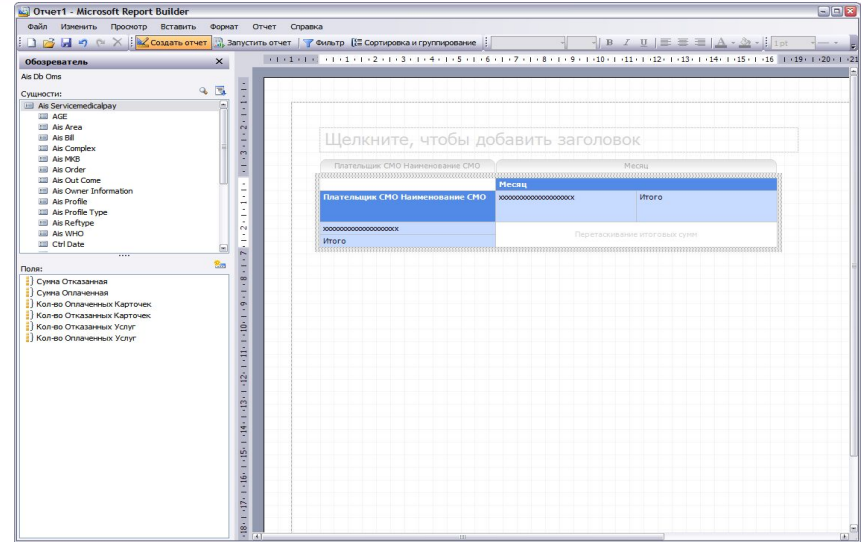 Отчет1 - Microsoft Report Builder
Файл Изменить Просмотр Вставить Формат Отчет Справка
Создать отчет Запустить отчет Фильтр Сортировка и группирование B I U A 1 pt
Обозреватель
Ais Db Oms
Сущности:
Ais Servicemedicalpay
AGE
Ais Area
Ais Bill
Ais Complex
Ais MKB
Ais Order
Ais Out Come
Ais Owner Information
Ais Profile
Ais Profile Type
Ais Reftype
Ais WHO
Ctrl Date
Поля:
Сумма Отказанная
Сумма Оплаченная
Кол-во Оплаченных Карточек
Кол-во Отказанных Карточек
Кол-во Отказанных Услуг
Кол-во Оплаченных Услуг
Щелкните, чтобы добавить заголовок
Плательщик СМО Наименование СМО Месяц
Месяц
Плательщик СМО Наименование СМО xxxxxxxxxxxxxxxxxxxx Итого
xxxxxxxxxxxxxxxxxxxx
Итого
Перетаскивание итоговых сумм